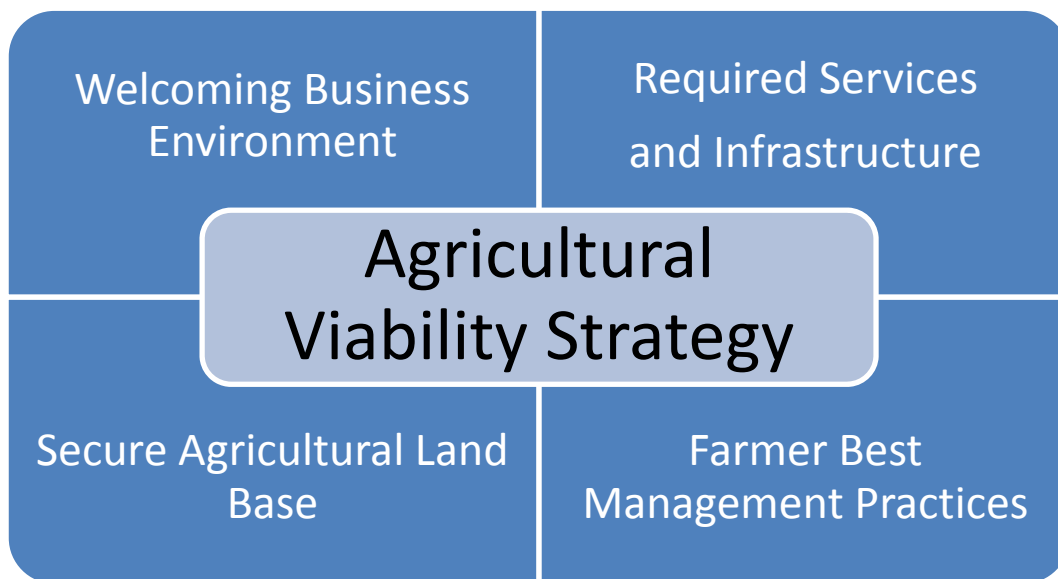 Welcoming Business
Environment
Required Services
and Infrastructure
Agricultural
Viability Strategy
Secure Agricultural Land
Base
Farmer Best
Management Practices